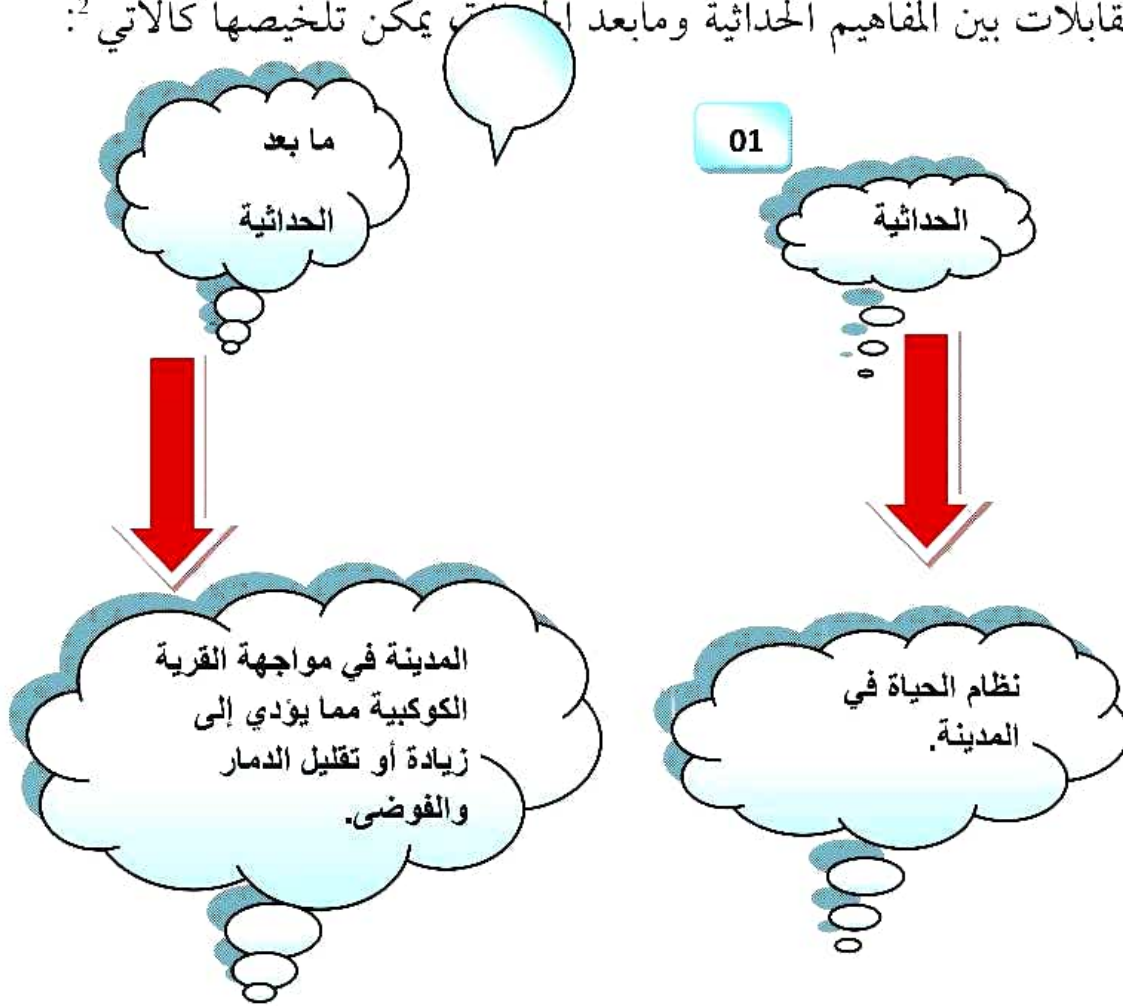 قابلات بين المفاهيم الحداثية ومابعد يمكن تلخيصها كالآتي 2:
01
الحداثية
ما بعد
الحداثية
نظام الحياة في
المدينة.
المدينة في مواجهة القرية
الكوكبية مما يؤدي إلى
زيادة أو تقليل الدمار
والفوضى.